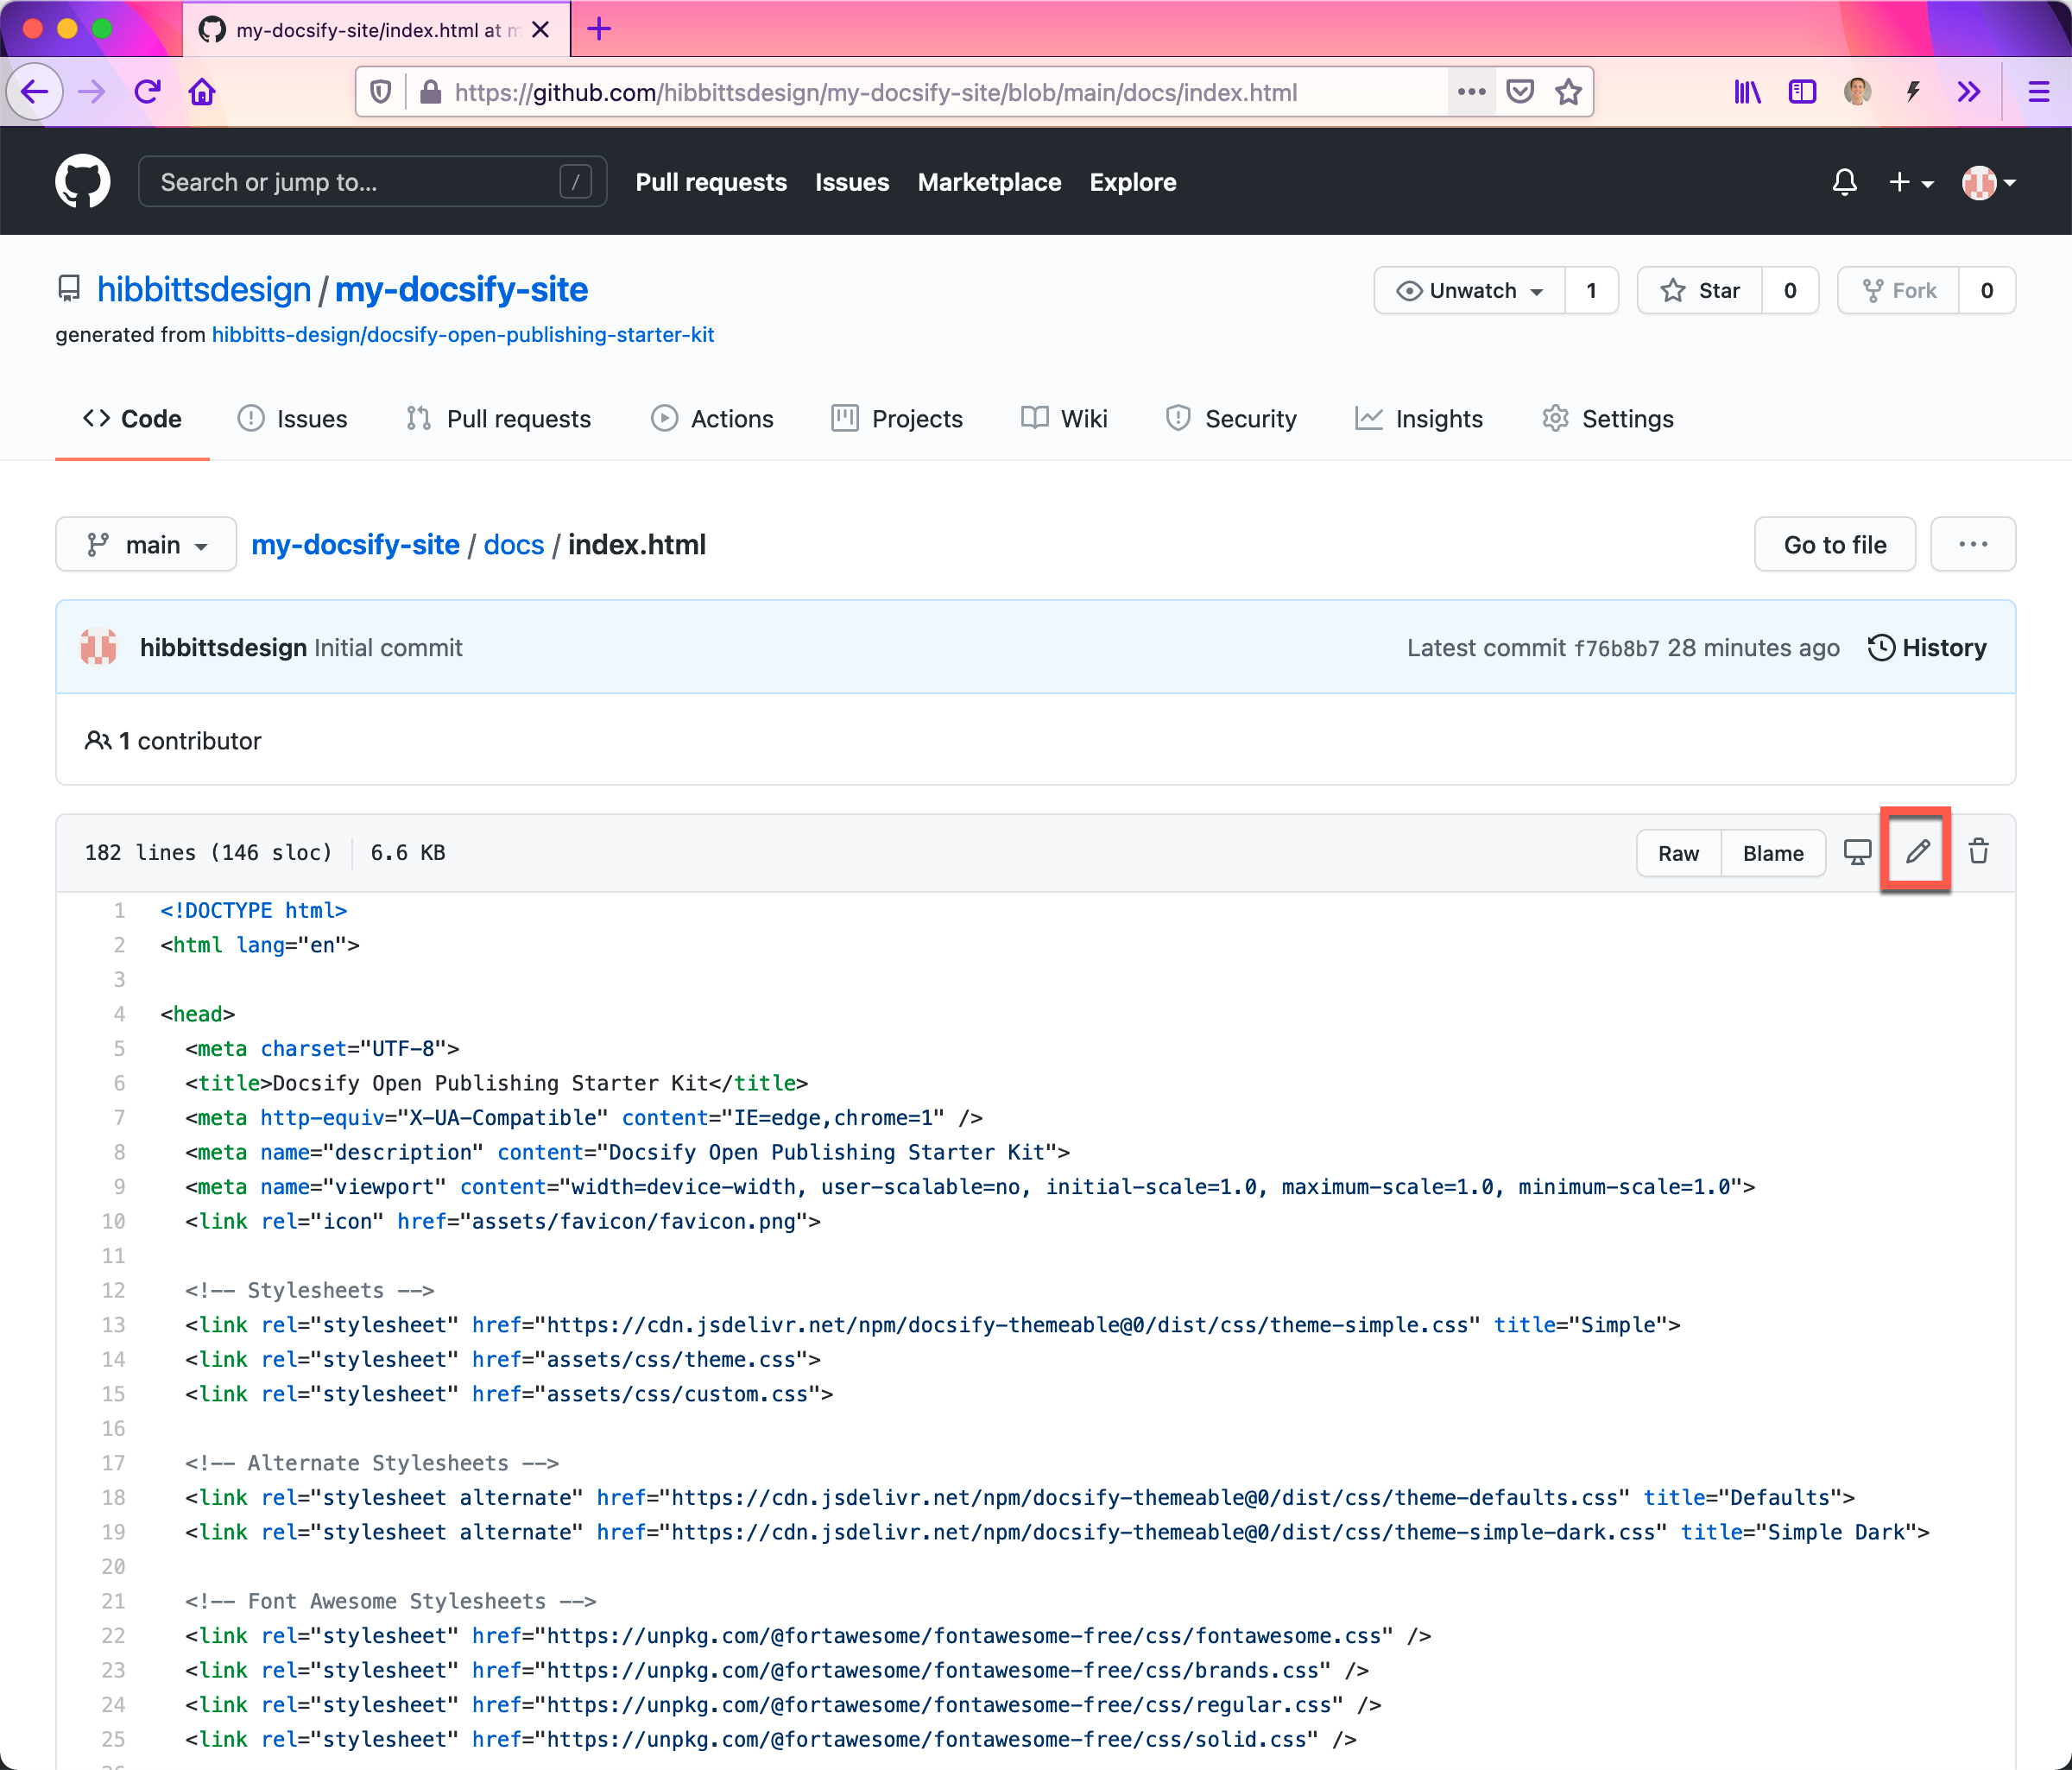 my-docsify-site/index.html at m
https://github.com/hibbittsdesign/my-docsify-site/blob/main/docs/index.html
Search or jump to... / Pull requests Issues Marketplace Explore
hibbittsdesign / my-docsify-site Unwatch 1 Star 0 Fork 0
generated from hibbitts-design/docsify-open-publishing-starter-kit
Code Issues Pull requests Actions Projects Wiki Security Insights Settings
main my-docsify-site / docs / index.html Go to file
hibbittsdesign Initial commit Latest commit f76b8b7 28 minutes ago History
1 contributor
182 lines (146 sloc) 6.6 KB Raw Blame
1 <!DOCTYPE html>
2 <html lang="en">
3
4 <head>
5 <meta charset="UTF-8">
6 <title>Docsify Open Publishing Starter Kit</title>
7 <meta http-equiv="X-UA-Compatible" content="IE=edge,chrome=1" />
8 <meta name="description" content="Docsify Open Publishing Starter Kit">
9 <meta name="viewport" content="width=device-width, user-scalable=no, initial-scale=1.0, maximum-scale=1.0, minimum-scale=1.0">
10 <link rel="icon" href="assets/favicon/favicon.png">
11
12 <!-- Stylesheets -->
13 <link rel="stylesheet" href="https://cdn.jsdelivr.net/npm/docsify-themeable@0/dist/css/theme-simple.css" title="Simple">
14 <link rel="stylesheet" href="assets/css/theme.css">
15 <link rel="stylesheet" href="assets/css/custom.css">
16
17 <!-- Alternate Stylesheets -->
18 <link rel="stylesheet alternate" href="https://cdn.jsdelivr.net/npm/docsify-themeable@0/dist/css/theme-defaults.css" title="Defaults">
19 <link rel="stylesheet alternate" href="https://cdn.jsdelivr.net/npm/docsify-themeable@0/dist/css/theme-simple-dark.css" title="Simple Dark">
20
21 <!-- Font Awesome Stylesheets -->
22 <link rel="stylesheet" href="https://unpkg.com/@fortawesome/fontawesome-free/css/fontawesome.css" />
23 <link rel="stylesheet" href="https://unpkg.com/@fortawesome/fontawesome-free/css/brands.css" />
24 <link rel="stylesheet" href="https://unpkg.com/@fortawesome/fontawesome-free/css/regular.css" />
25 <link rel="stylesheet" href="https://unpkg.com/@fortawesome/fontawesome-free/css/solid.css" />